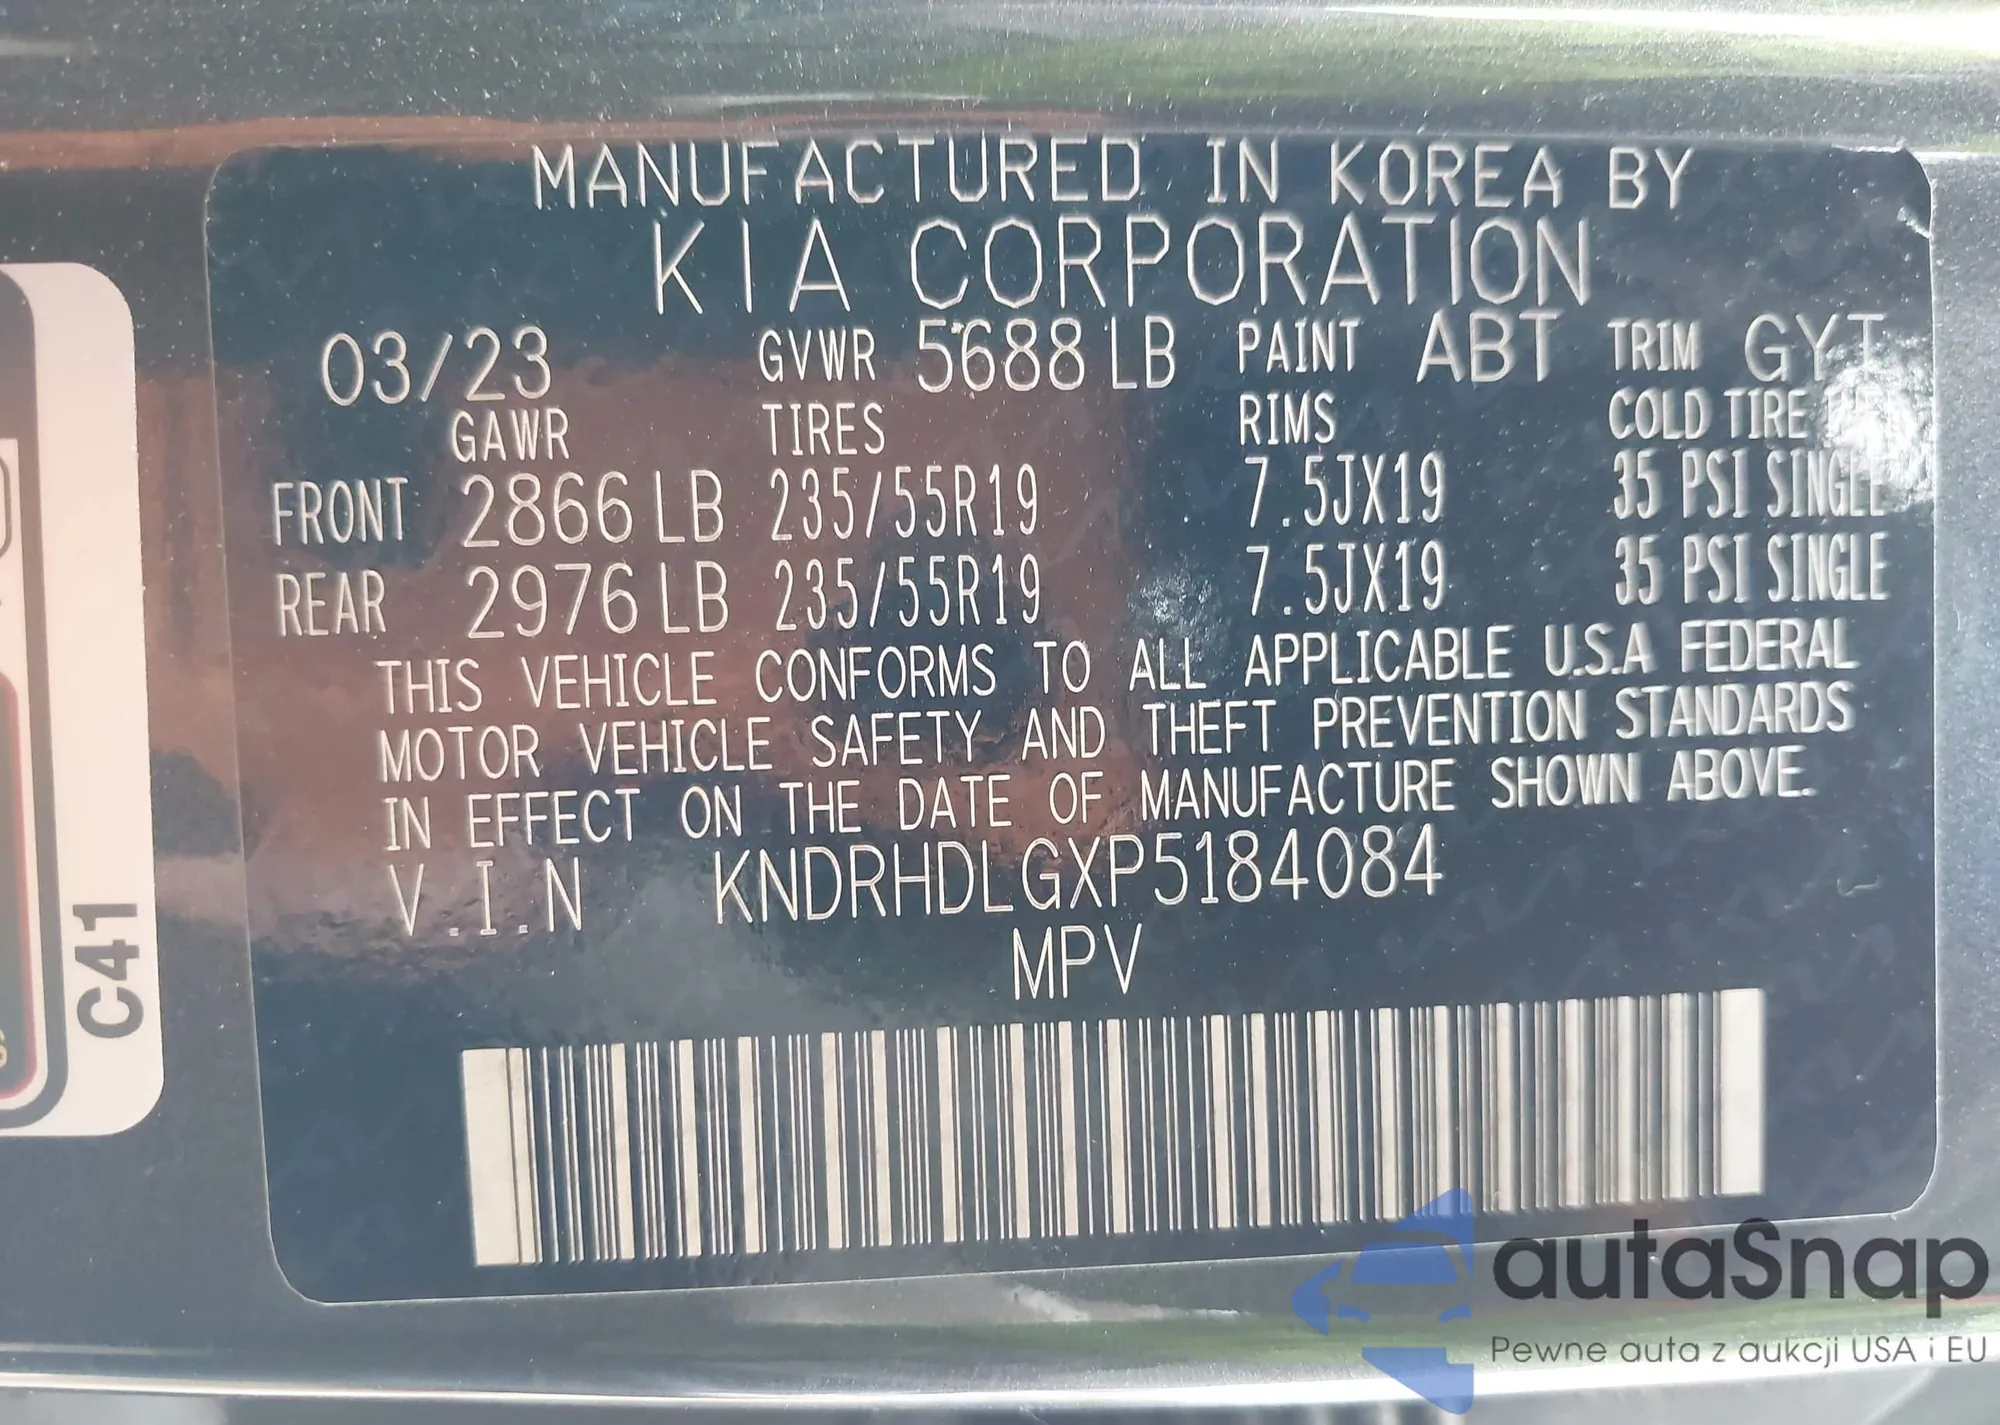 MANUFACTURED IN KOREA BY
KIA CORPORATION
03/23 GVWR 5688 LB PAINT ABT TRIM GYT
GAWR TIRES RIMS COLD TIRE
FRONT 2866 LB 235/55R19 7.5JX19 35 PSI SINGLE
REAR 2976 LB 235/55R19 7.5JX19 35 PSI SINGLE
THIS VEHICLE CONFORMS TO ALL APPLICABLE U.S.A FEDERAL
MOTOR VEHICLE SAFETY AND THEFT PREVENTION STANDARDS
IN EFFECT ON THE DATE OF MANUFACTURE SHOWN ABOVE.
V.I.N KNDRHDLGXP5184084
MPV
C41
autaSnap
Pewne auta z aukcji USA i EU